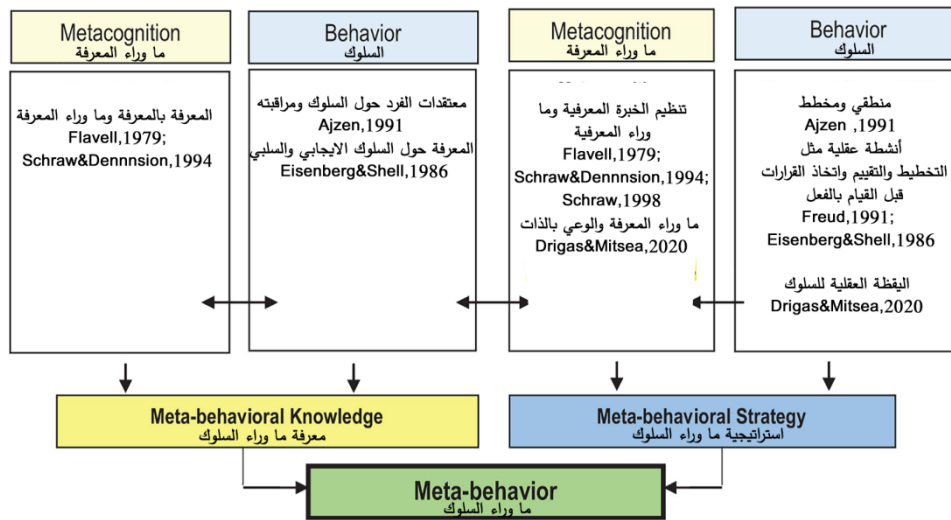 Metacognition
ما وراء المعرفة
المعرفة بالمعرفة وما وراء المعرفة
Flavell,1979;
Schraw&Dennnsion,1994
Behavior
السلوك
معتقدات الفرد حول السلوك ومراقبته
Ajzen,1991
المعرفة حول السلوك الايجابي والسلبي
Eisenberg&Shell,1986
Metacognition
ما وراء المعرفة
تنظيم الخبرة المعرفية وما
وراء المعرفية
Flavell,1979;
Schraw&Dennnsion,1994;
Schraw,1998
ما وراء المعرفة والوعي بالذات
Drigas&Mitsea,2020
Behavior
السلوك
منطقي ومخطط
Ajzen ,1991
أنشطة عقلية مثل
التخطيط والتقييم واتخاذ القرارات
قبل القيام بالفعل
Freud,1991;
Eisenberg&Shell,1986
اليقظة العقلية للسلوك
Drigas&Mitsea,2020
Meta-behavioral Knowledge
معرفة ما وراء السلوك
Meta-behavioral Strategy
استراتيجية ما وراء السلوك
Meta-behavior
ما وراء السلوك